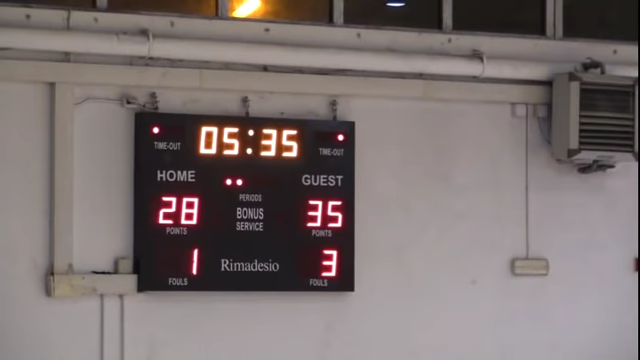 05:35
TIME-OUT
TIME-OUT
HOME
GUEST
PERIODS
28
POINTS
BONUS
SERVICE
35
POINTS
1
FOULS
Rimadesio
3
FOULS